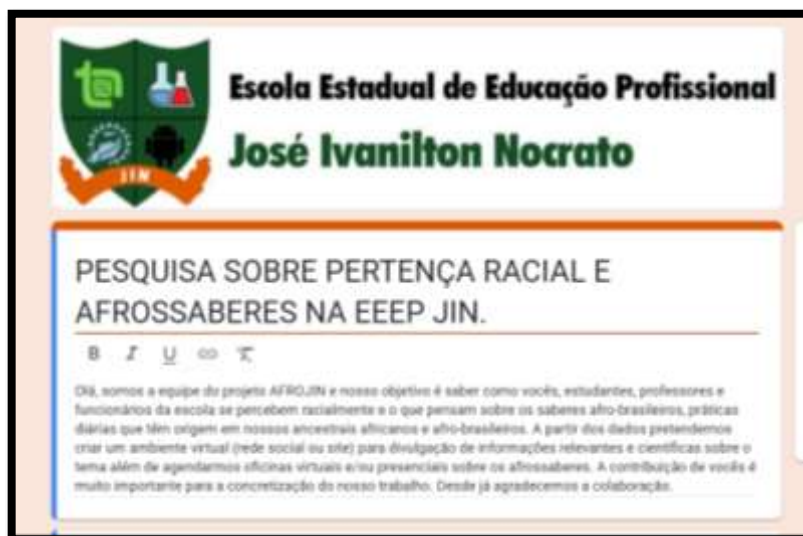 Escola Estadual de Educação Profissional
José Ivanilton Nocrato
JIN
PESQUISA SOBRE PERTENÇA RACIAL E
AFROSSABERES NA EEEP JIN.
B I U
Olá, somos a equipe do projeto AFROJIN e nosso objetivo é saber como vocês, estudantes, professores e
funcionários da escola se percebem racialmente e o que pensam sobre os saberes afro-brasileiros, práticas
diárias que têm origem em nossos ancestrais africanos e afro-brasileiros. A partir dos dados pretendemos
criar um ambiente virtual (rede social ou site) para divulgação de informações relevantes e científicas sobre o
tema além de agendarmos oficinas virtuais e/ou presenciais sobre os afrossaberes. A contribuição de vocês é
muito importante para a concretização do nosso trabalho. Desde já agradecemos a colaboração.